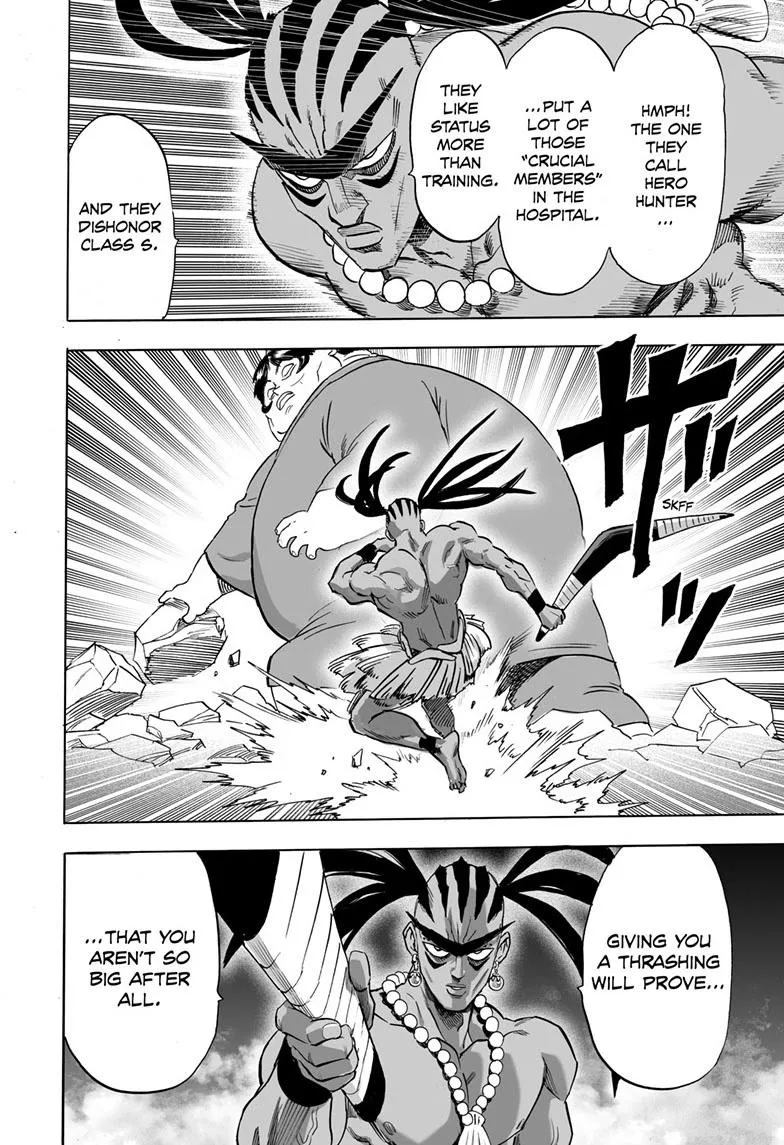 HMPH!
THE ONE
THEY
CALL
HERO
HUNTER
...
...PUT A
LOT OF
THOSE
"CRUCIAL
MEMBERS"
IN THE
HOSPITAL.
THEY
LIKE
STATUS
MORE
THAN
TRAINING.
AND THEY
DISHONOR
CLASS S.
ザッ
SKFF
GIVING YOU
A THRASHING
WILL PROVE...
...THAT YOU
AREN'T SO
BIG AFTER
ALL.